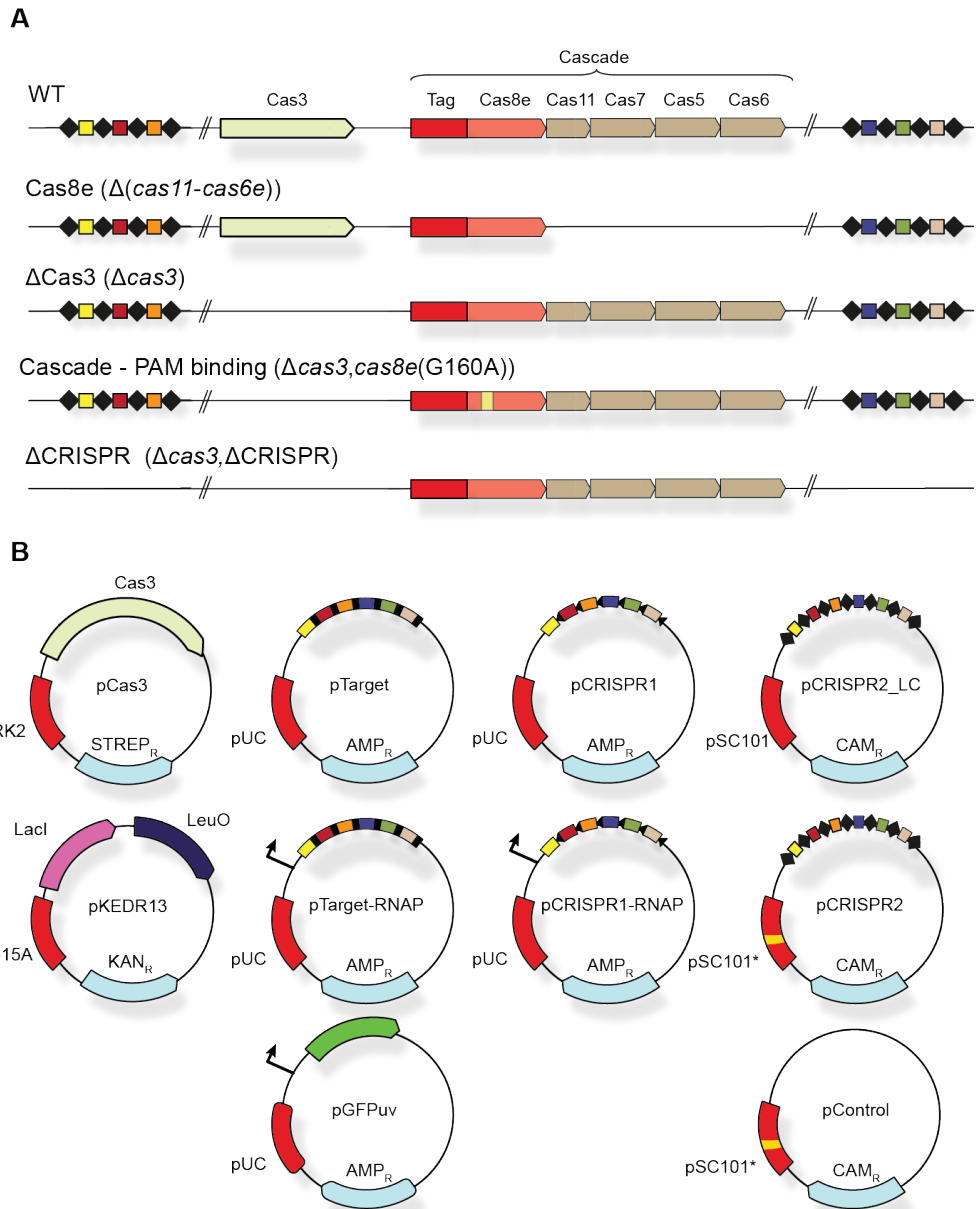 A
Cascade
WT
Cas3
Tag Cas8e Cas11 Cas7 Cas5 Cas6
Cas8e (Δ(cas11-cas6e))
ΔCas3 (Δcas3)
Cascade - PAM binding (Δcas3,cas8e(G160A))
ΔCRISPR (Δcas3,ΔCRISPR)
B
Cas3
pCas3 pTarget pCRISPR1 pCRISPR2_LC
RK2 pUC pUC pSC101
STREPR AMPR AMPR CAMR
LacI LeuO
pKEDR13 pTarget-RNAP pCRISPR1-RNAP pCRISPR2
15A pUC pUC pSC101*
KANR AMPR AMPR CAMR
pGFPuv pControl
pUC pSC101*
AMPR CAMR